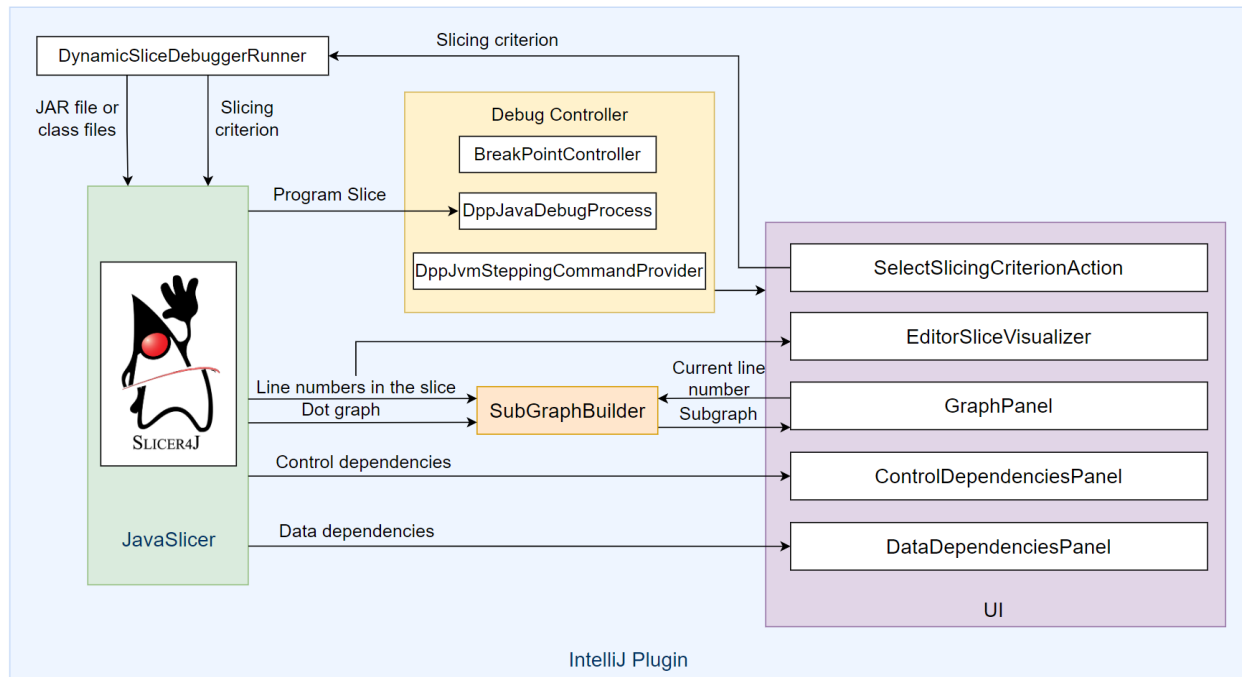 Slicing criterion
DynamicSliceDebuggerRunner
JAR file or
class files
Slicing
criterion
Debug Controller
BreakPointController
Program Slice
DppJavaDebugProcess
DppJvmSteppingCommandProvider
SelectSlicingCriterionAction
EditorSliceVisualizer
Current line
number
Line numbers in the slice
Dot graph
SubGraphBuilder
Subgraph
GraphPanel
SLICER4J
Control dependencies
ControlDependenciesPanel
JavaSlicer
Data dependencies
DataDependenciesPanel
UI
IntelliJ Plugin